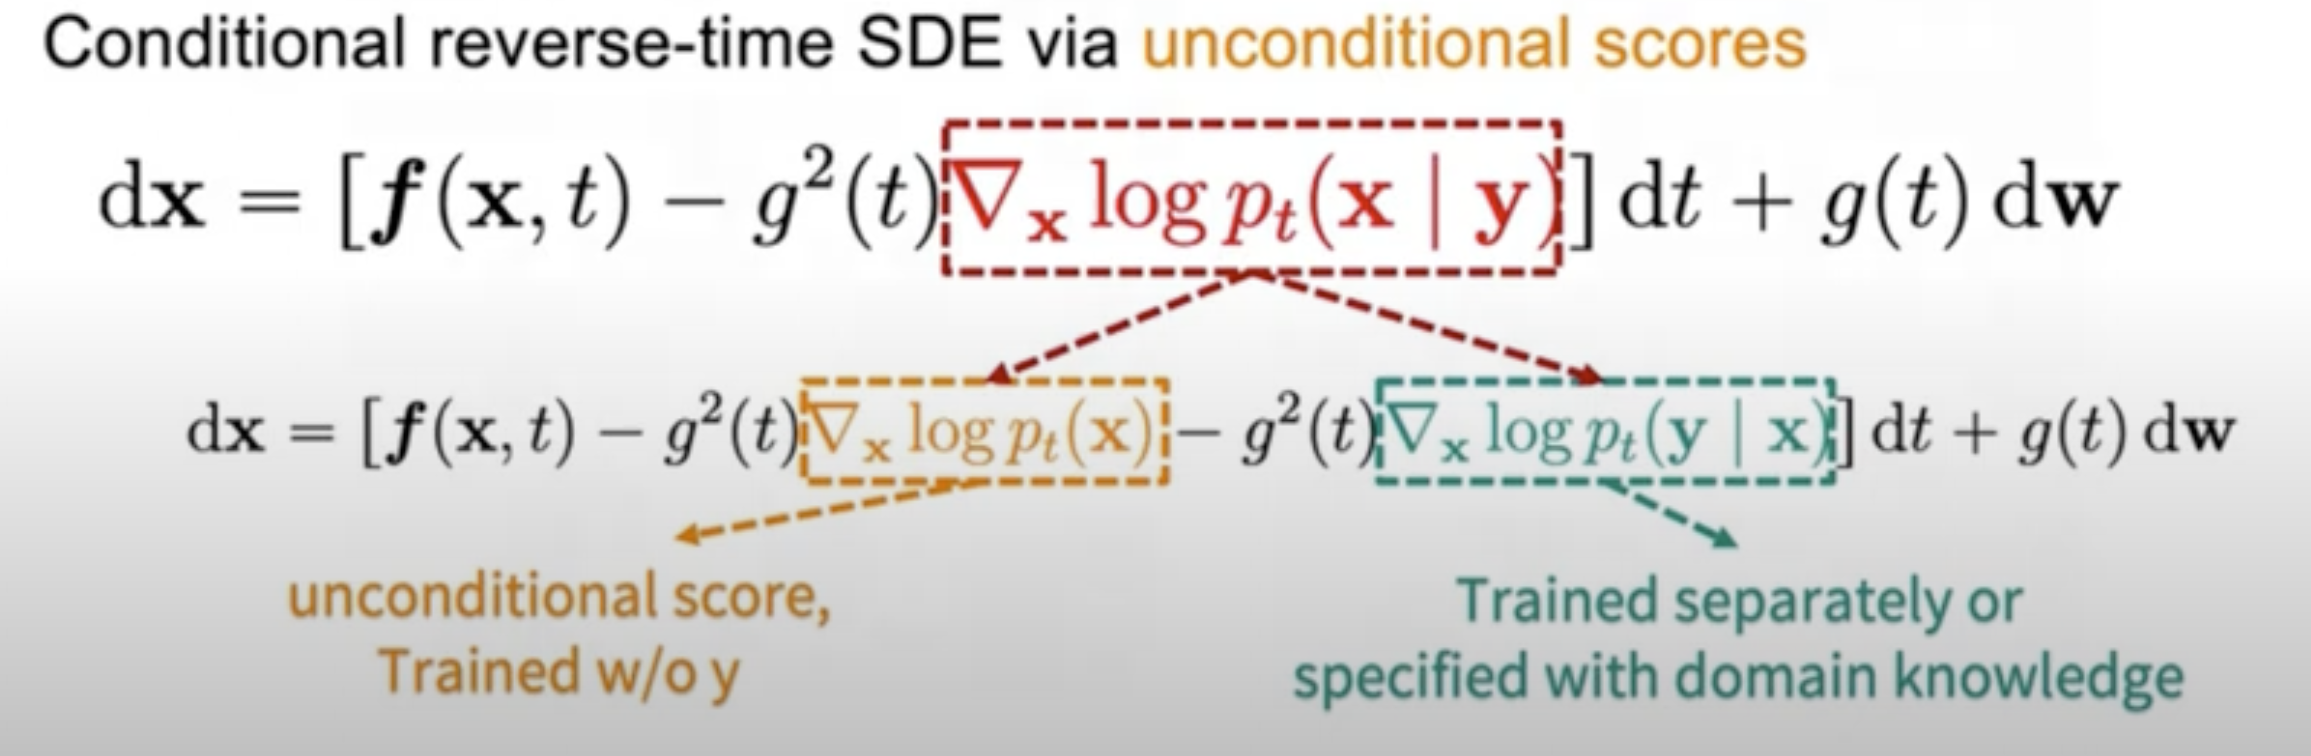 Conditional reverse-time SDE via unconditional scores
dx = [f(x, t) − g²(t)∇ₓ log pₜ(x | y)] dt + g(t) dw
dx = [f(x, t) − g²(t)∇ₓ log pₜ(x) − g²(t)∇ₓ log pₜ(y | x)] dt + g(t) dw
unconditional score,
Trained w/o y
Trained separately or
specified with domain knowledge